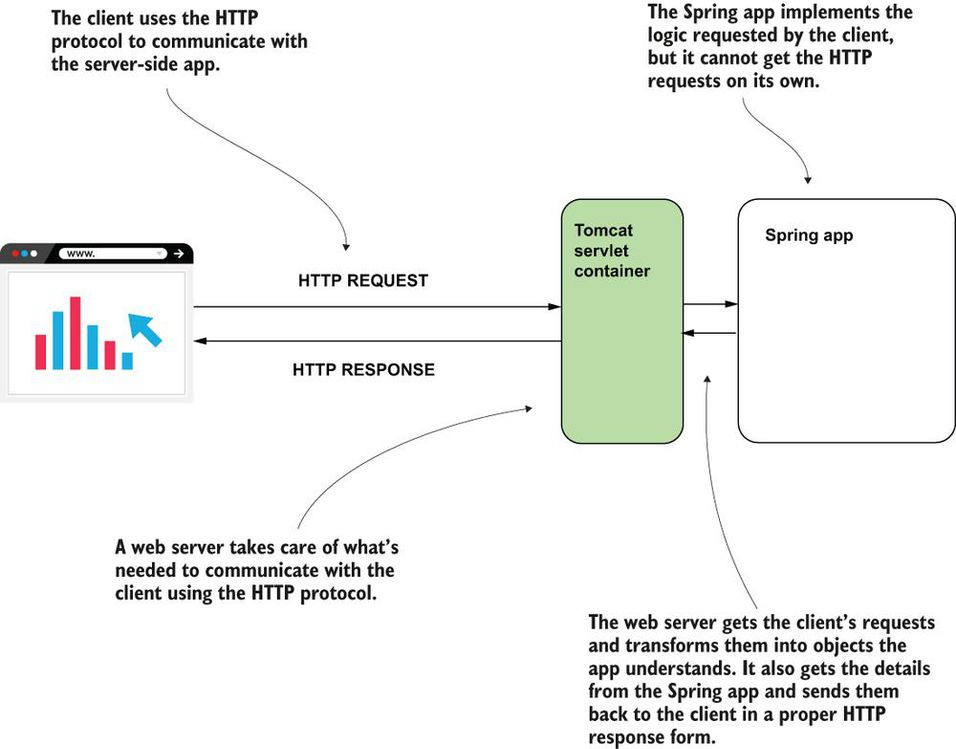 The client uses the HTTP
protocol to communicate with
the server-side app.
The Spring app implements the
logic requested by the client,
but it cannot get the HTTP
requests on its own.
www.
HTTP REQUEST
HTTP RESPONSE
Tomcat
servlet
container
Spring app
A web server takes care of what’s
needed to communicate with the
client using the HTTP protocol.
The web server gets the client’s requests
and transforms them into objects the
app understands. It also gets the details
from the Spring app and sends them
back to the client in a proper HTTP
response form.